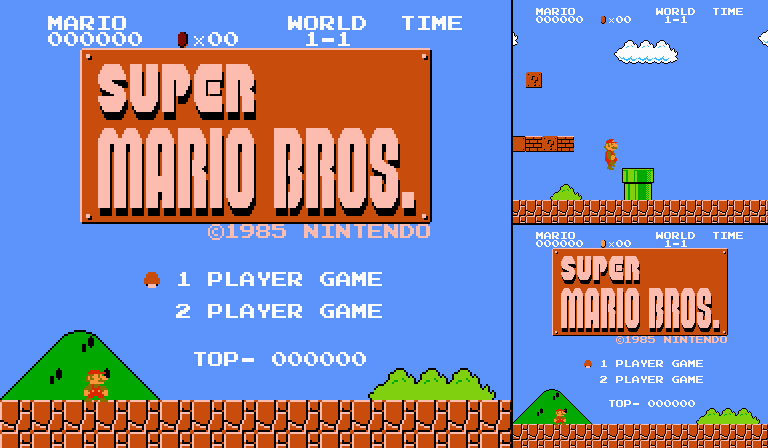 MARIO WORLD TIME
000000 ×00 1-1
SUPER
MARIO BROS.
©1985 NINTENDO
1 PLAYER GAME
2 PLAYER GAME
TOP- 000000
MARIO WORLD TIME
000000 ×00 1-1
?
?
MARIO WORLD TIME
000000 ×00 1-1
SUPER
MARIO BROS.
©1985 NINTENDO
1 PLAYER GAME
2 PLAYER GAME
TOP- 000000